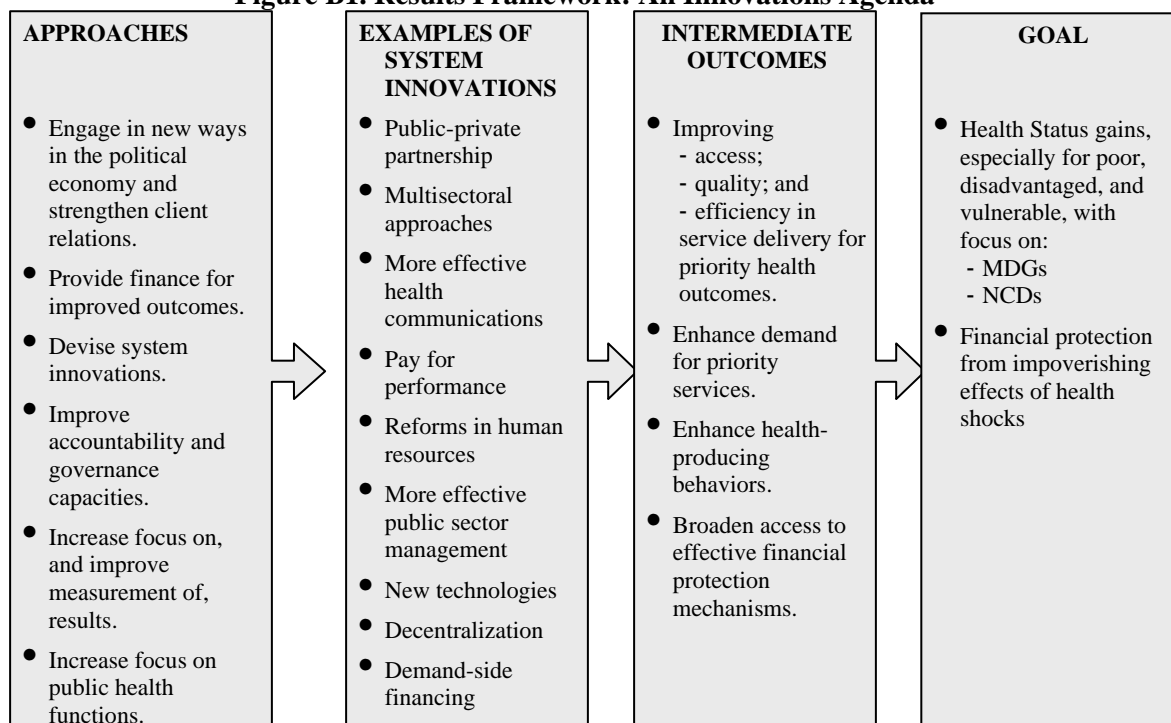 Figure B1. Results Framework: An Innovations Agenda
APPROACHES
• Engage in new ways
in the political
economy and
strengthen client
relations.
• Provide finance for
improved outcomes.
• Devise system
innovations.
• Improve
accountability and
governance
capacities.
• Increase focus on,
and improve
measurement of,
results.
• Increase focus on
public health
functions.
EXAMPLES OF
SYSTEM
INNOVATIONS
• Public-private
partnership
• Multisectoral
approaches
• More effective
health
communications
• Pay for
performance
• Reforms in human
resources
• More effective
public sector
management
• New technologies
• Decentralization
• Demand-side
financing
INTERMEDIATE
OUTCOMES
• Improving
- access;
- quality; and
- efficiency in
service delivery for
priority health
outcomes.
• Enhance demand
for priority
services.
• Enhance health-
producing
behaviors.
• Broaden access to
effective financial
protection
mechanisms.
GOAL
• Health Status gains,
especially for poor,
disadvantaged, and
vulnerable, with
focus on:
- MDGs
- NCDs
• Financial protection
from impoverishing
effects of health
shocks